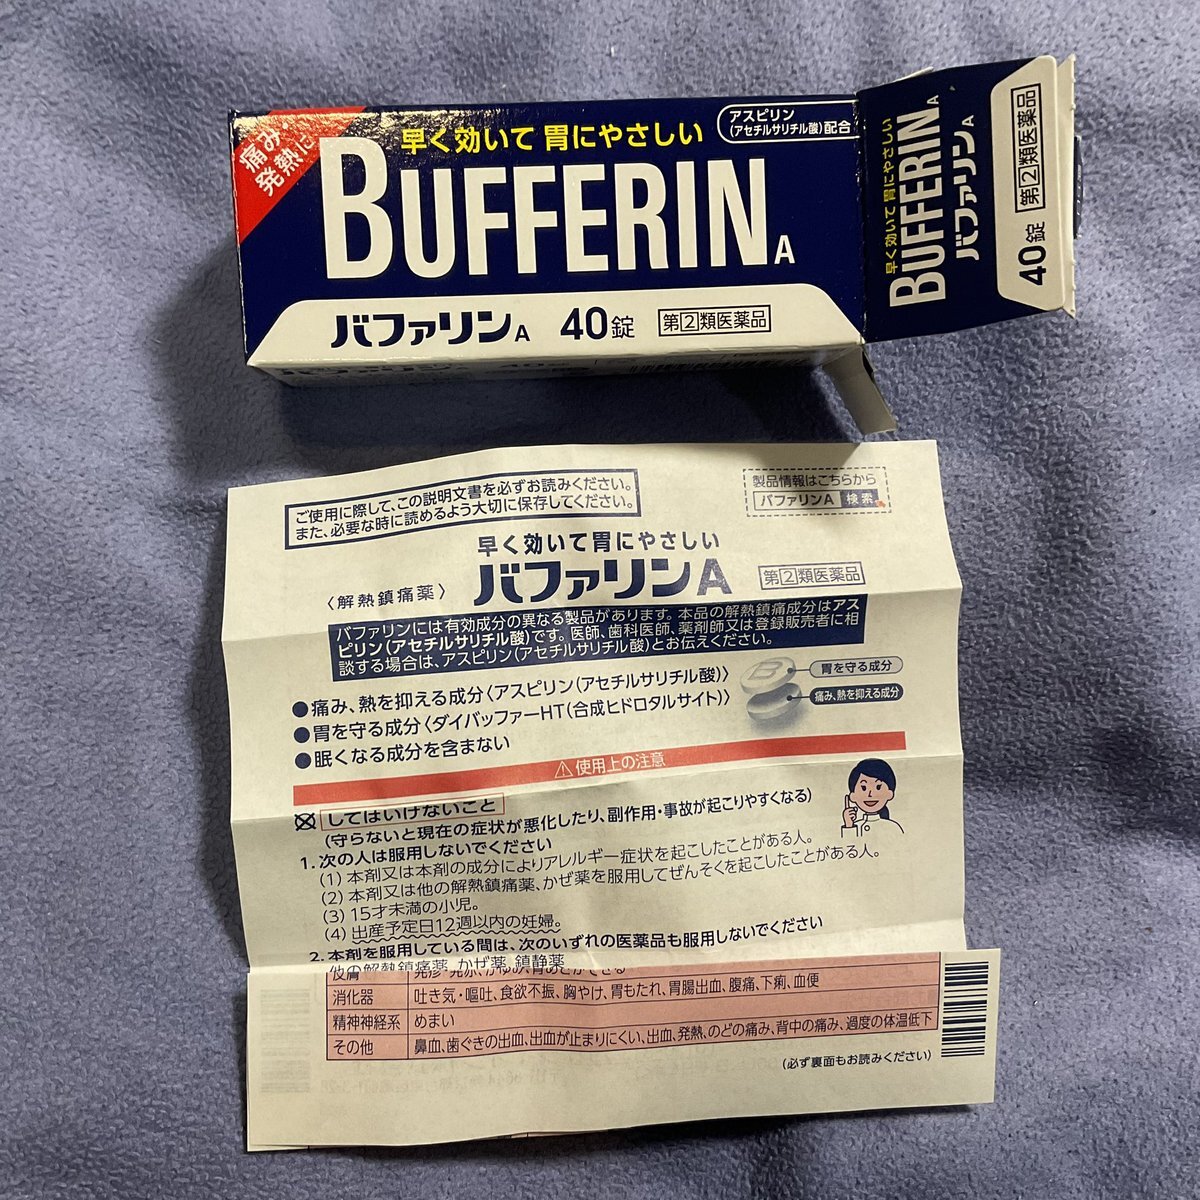 痛み・
発熱に
早く効いて 胃にやさしい
アスピリン
(アセチルサリチル酸)配合
BUFFERIN A
バファリンA 40錠 第②類医薬品
早く効いて 胃にやさしい
BUFFERIN A
バファリンA
40錠 第②類医薬品
ご使用に際して、この説明文書を必ずお読みください。
また、必要な時に読めるよう大切に保存してください。
製品情報はこちらから
バファリンA 検索
早く効いて胃にやさしい
〈解熱鎮痛薬〉 バファリンA 第②類医薬品
バファリンには有効成分の異なる製品があります。本品の解熱鎮痛成分はアス
ピリン(アセチルサリチル酸)です。医師、歯科医師、薬剤師又は登録販売者に相
談する場合は、アスピリン(アセチルサリチル酸)とお伝えください。
●痛み、熱を抑える成分〈アスピリン(アセチルサリチル酸)〉
●胃を守る成分〈ダイバッファーHT(合成ヒドロタルサイト)〉
●眠くなる成分を含まない
B
胃を守る成分
痛み、熱を抑える成分
⚠使用上の注意
してはいけないこと
(守らないと現在の症状が悪化したり、副作用・事故が起こりやすくなる)
1.次の人は服用しないでください
(1) 本剤又は本剤の成分によりアレルギー症状を起こしたことがある人。
(2) 本剤又は他の解熱鎮痛薬、かぜ薬を服用してぜんそくを起こしたことがある人。
(3) 15才未満の小児。
(4) 出産予定日12週以内の妊婦。
2.本剤を服用している間は、次のいずれの医薬品も服用しないでください
他の解熱鎮痛薬、かぜ薬、鎮静薬
皮膚
消化器 吐き気・嘔吐、食欲不振、胸やけ、胃もたれ、胃腸出血、腹痛、下痢、血便
精神神経系 めまい
その他 鼻血、歯ぐきの出血、出血が止まりにくい、出血、発熱、のどの痛み、背中の痛み、過度の体温低下
(必ず裏面もお読みください)